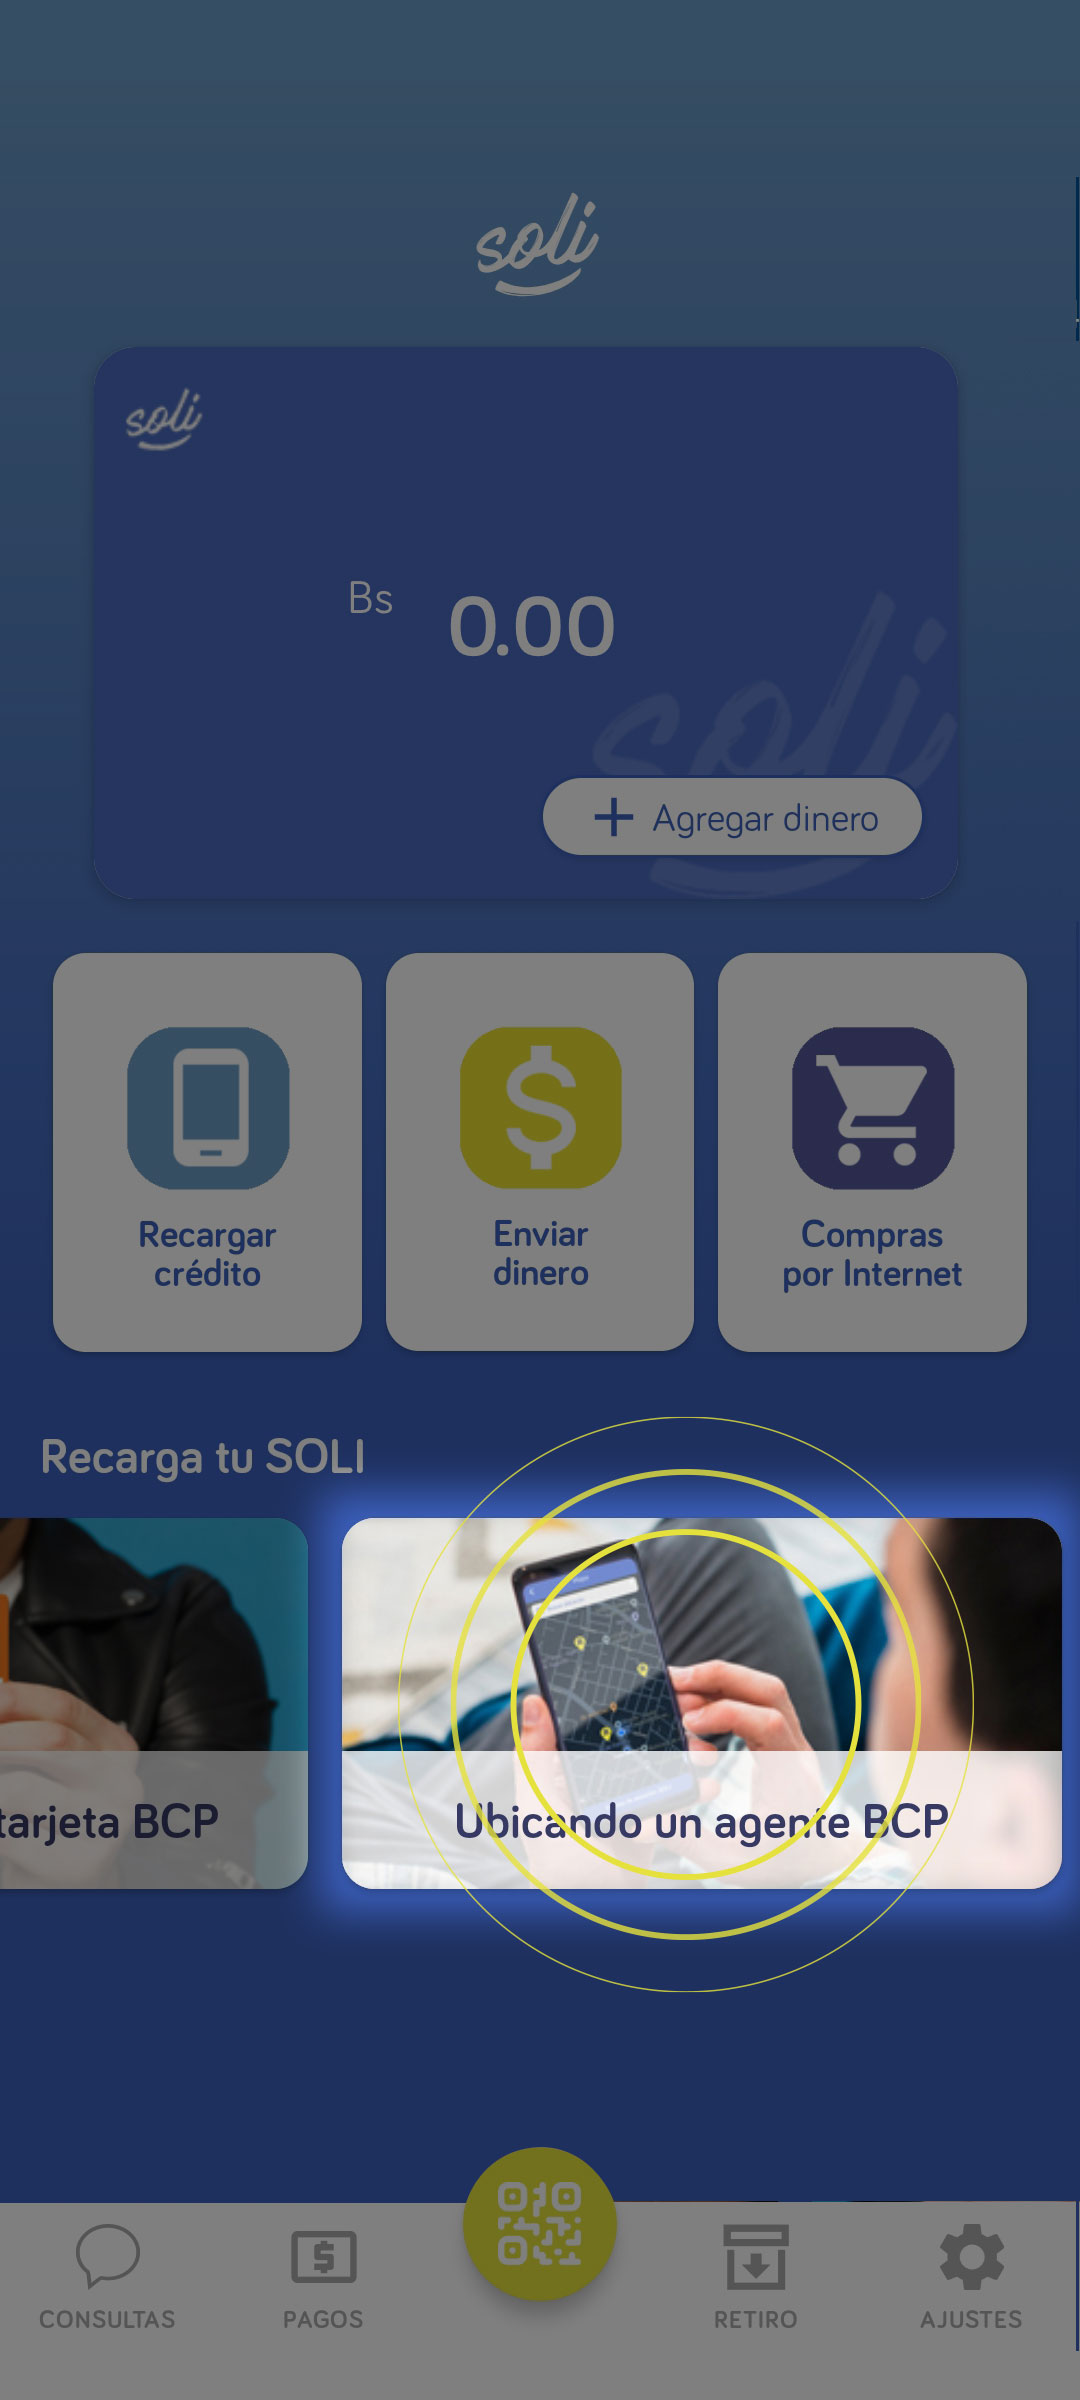 soli
soli
Bs 0.00
soli
+ Agregar dinero
Recargar
crédito
Enviar
dinero
Compras
por Internet
Recarga tu SOLI
tarjeta BCP
Ubicando un agente BCP
CONSULTAS
PAGOS
RETIRO
AJUSTES